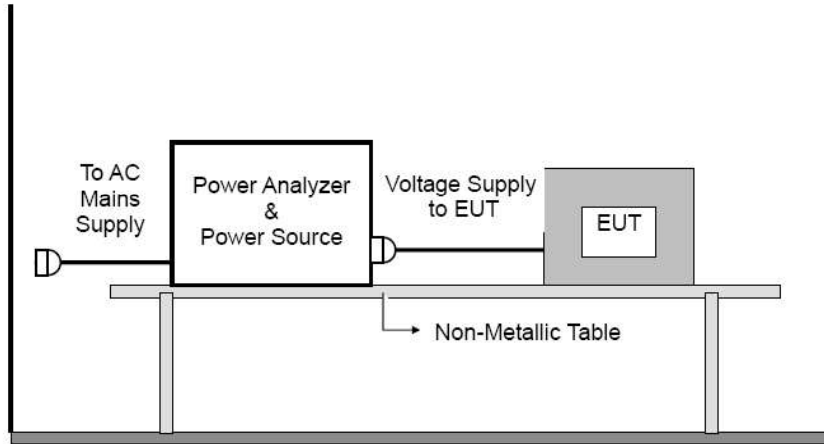 To AC
Mains
Supply
Power Analyzer
&
Power Source
Voltage Supply
to EUT
EUT
Non-Metallic Table